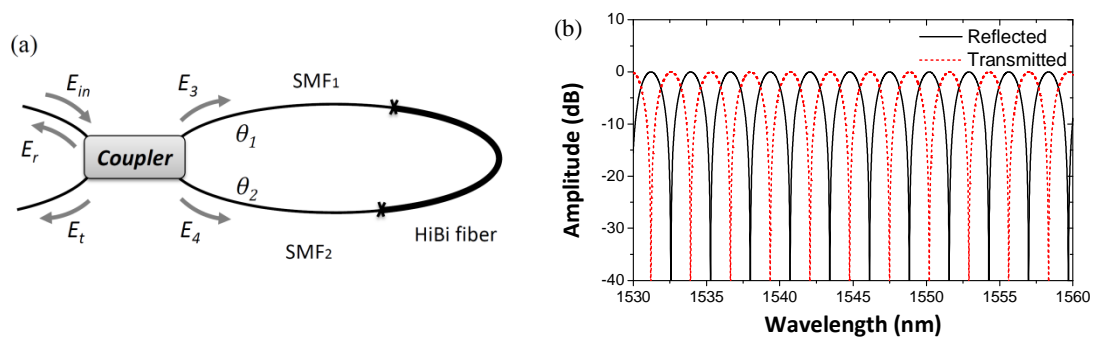 (a)
E_in
E_3
SMF₁
E_r
Coupler
θ_1
θ_2
E_t
E_4
SMF₂
HiBi fiber
(b)
Amplitude (dB)
10
0
-10
-20
-30
-40
Reflected
Transmitted
1530 1535 1540 1545 1550 1555 1560
Wavelength (nm)